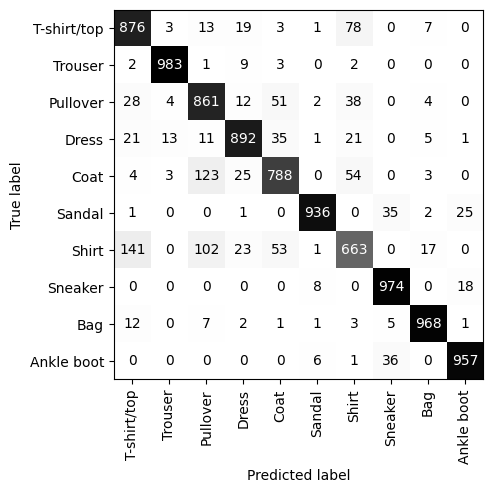 T-shirt/top 876 3 13 19 3 1 78 0 7 0
Trouser 2 983 1 9 3 0 2 0 0 0
Pullover 28 4 861 12 51 2 38 0 4 0
Dress 21 13 11 892 35 1 21 0 5 1
Coat 4 3 123 25 788 0 54 0 3 0
Sandal 1 0 0 1 0 936 0 35 2 25
Shirt 141 0 102 23 53 1 663 0 17 0
Sneaker 0 0 0 0 0 8 0 974 0 18
Bag 12 0 7 2 1 1 3 5 968 1
Ankle boot 0 0 0 0 0 6 1 36 0 957
True label
T-shirt/top Trouser Pullover Dress Coat Sandal Shirt Sneaker Bag Ankle boot
Predicted label